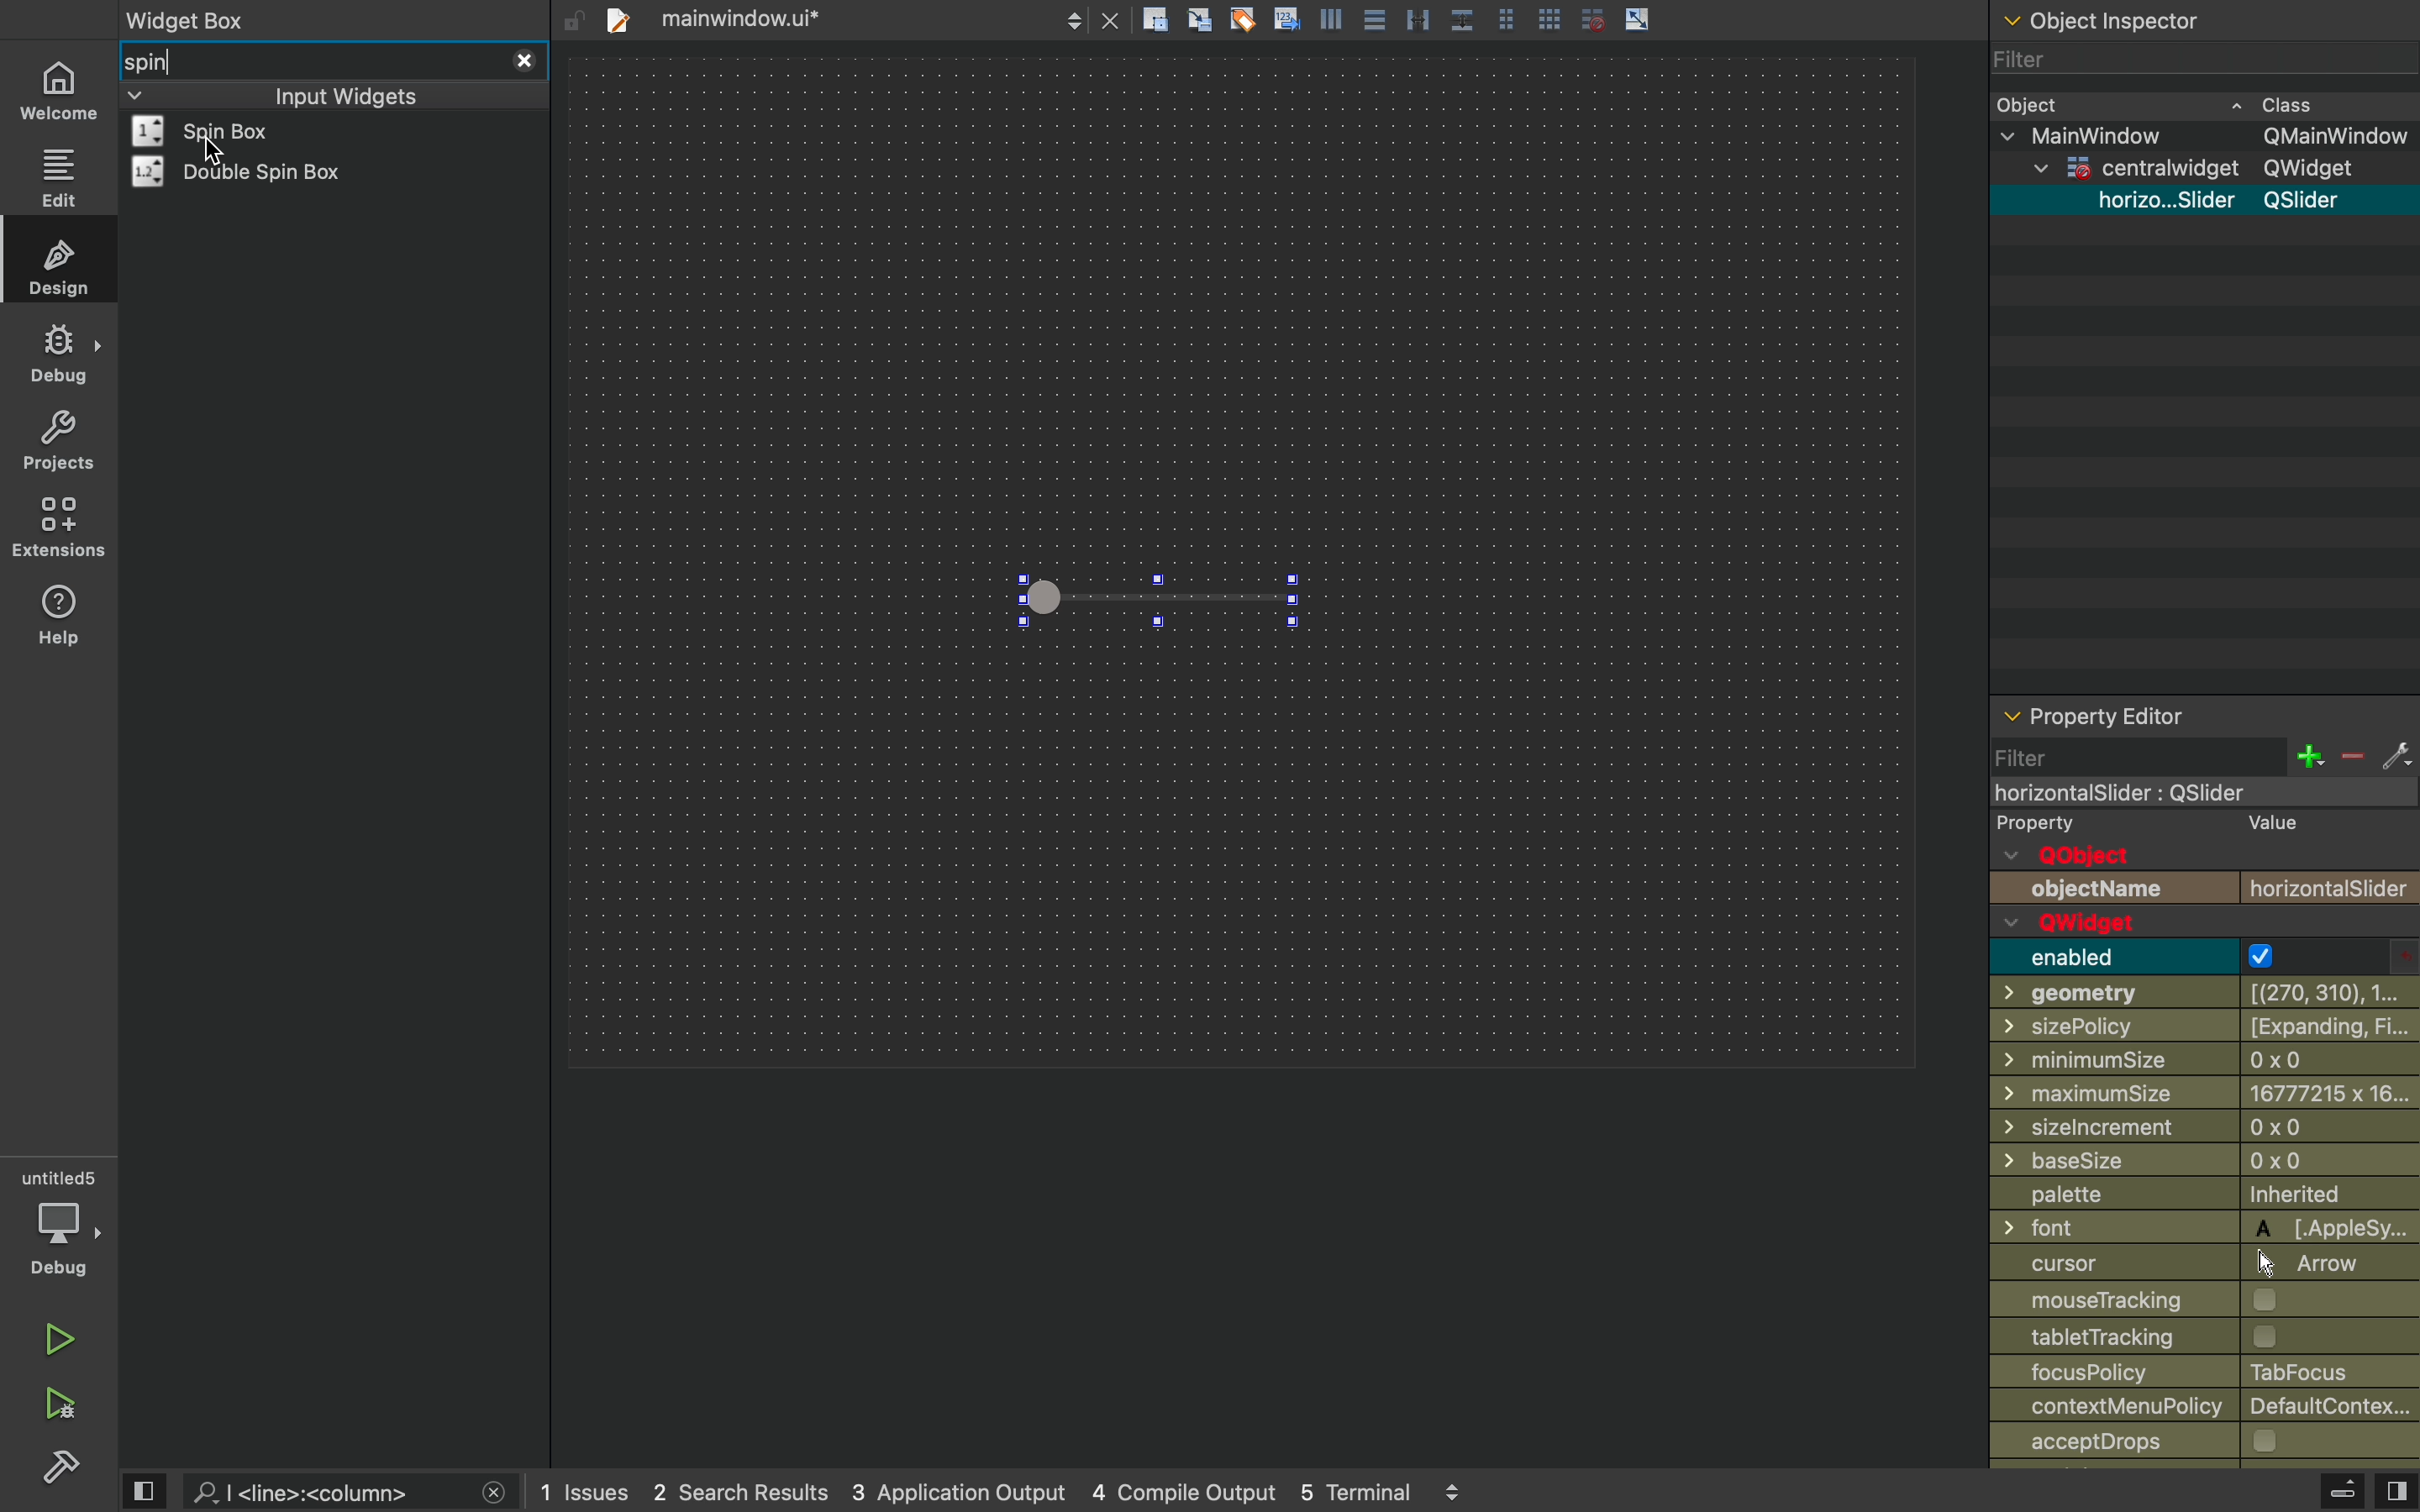 Widget Box
mainwindow.ui*
Object Inspector
spin
Filter
Input Widgets
Object
Class
Spin Box
Double Spin Box
MainWindow
QMainWindow
centralwidget
QWidget
horizo...Slider
QSlider
Welcome
Edit
Design
Debug
Projects
Extensions
Help
Property Editor
Filter
horizontalSlider : QSlider
Property
Value
QObject
objectName
horizontalSlider
QWidget
enabled
geometry
[(270, 310), 1...
sizePolicy
[Expanding, Fi...
minimumSize
0 x 0
maximumSize
16777215 x 16...
sizeIncrement
0 x 0
baseSize
0 x 0
palette
Inherited
font
A [.AppleSy...
cursor
Arrow
mouseTracking
tabletTracking
focusPolicy
TabFocus
contextMenuPolicy
DefaultContex...
acceptDrops
untitled5
Debug
l <line>:<column>
1 Issues
2 Search Results
3 Application Output
4 Compile Output
5 Terminal